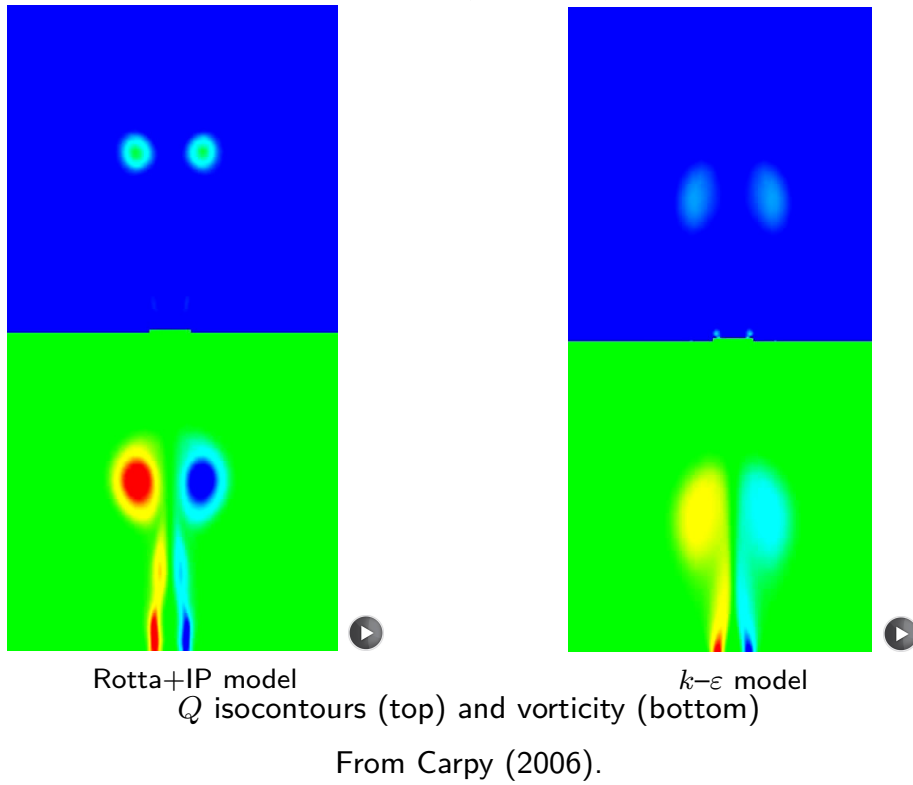 Rotta+IP model
k–ε model
Q isocontours (top) and vorticity (bottom)
From Carpy (2006).